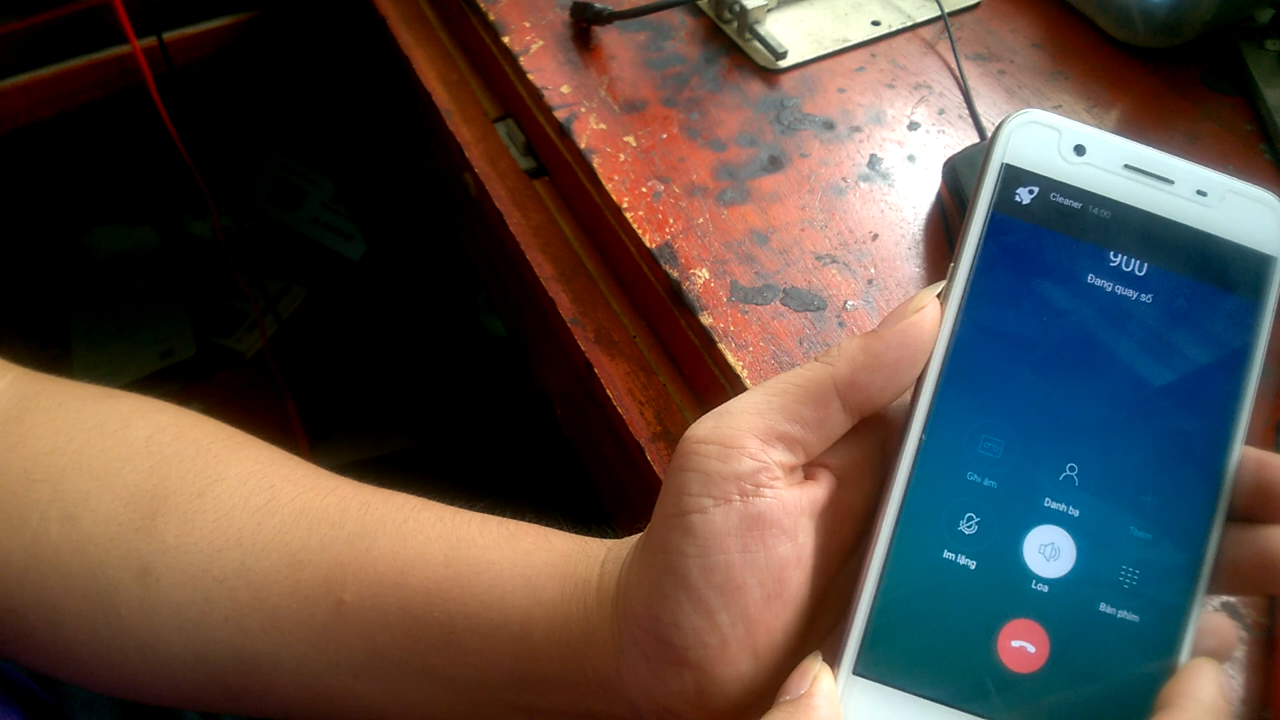 Cleaner 14:00
900
Đang quay số
Ghi âm
Danh bạ
Thêm
Im lặng
Loa
Bàn phím